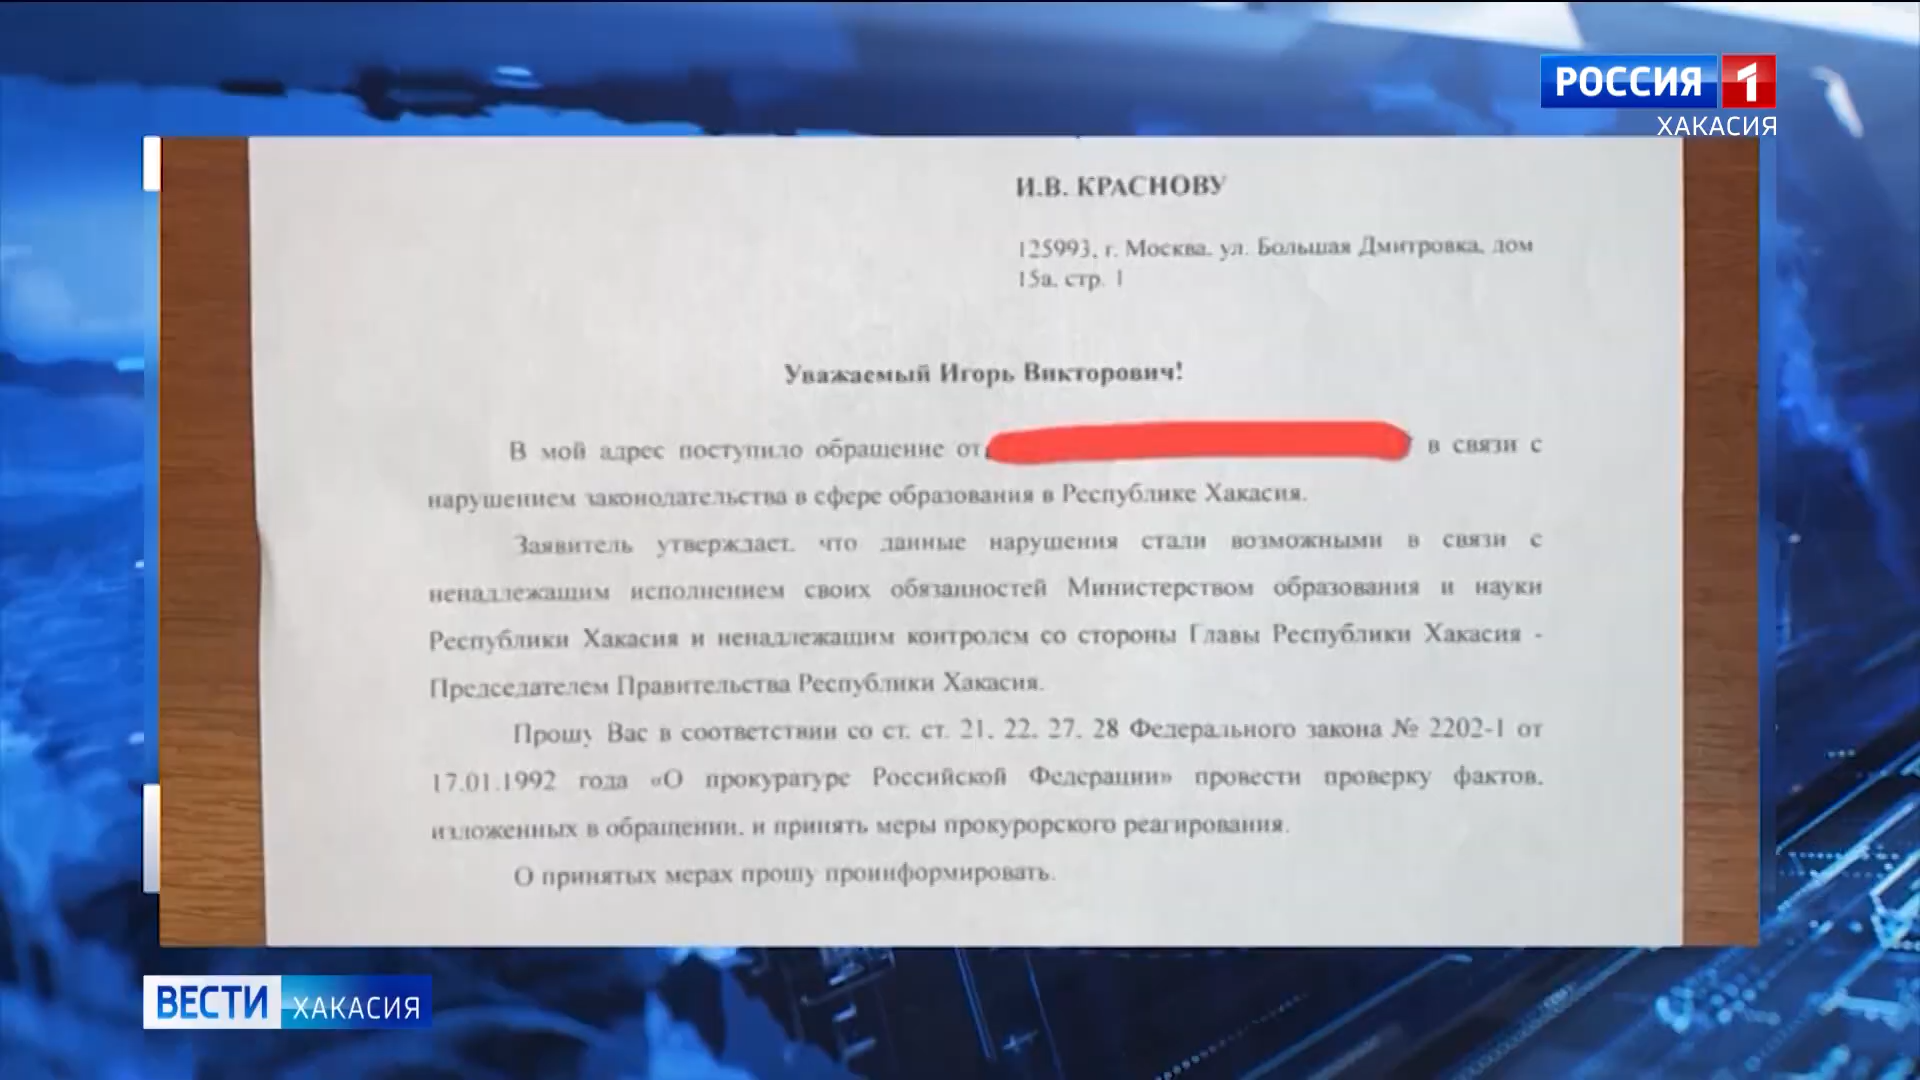 РОССИЯ 1
ХАКАСИЯ
И.В. КРАСНОВУ
125993, г. Москва, ул. Большая Дмитровка, дом
15а, стр. 1
Уважаемый Игорь Викторович!
В мой адрес поступило обращение от в связи с
нарушением законодательства в сфере образования в Республике Хакасия.
Заявитель утверждает, что данные нарушения стали возможными в связи с
ненадлежащим исполнением своих обязанностей Министерством образования и науки
Республики Хакасия и ненадлежащим контролем со стороны Главы Республики Хакасия -
Председателем Правительства Республики Хакасия.
Прошу Вас в соответствии со ст. ст. 21, 22, 27, 28 Федерального закона № 2202-1 от
17.01.1992 года «О прокуратуре Российской Федерации» провести проверку фактов,
изложенных в обращении, и принять меры прокурорского реагирования.
О принятых мерах прошу проинформировать.
ВЕСТИ ХАКАСИЯ